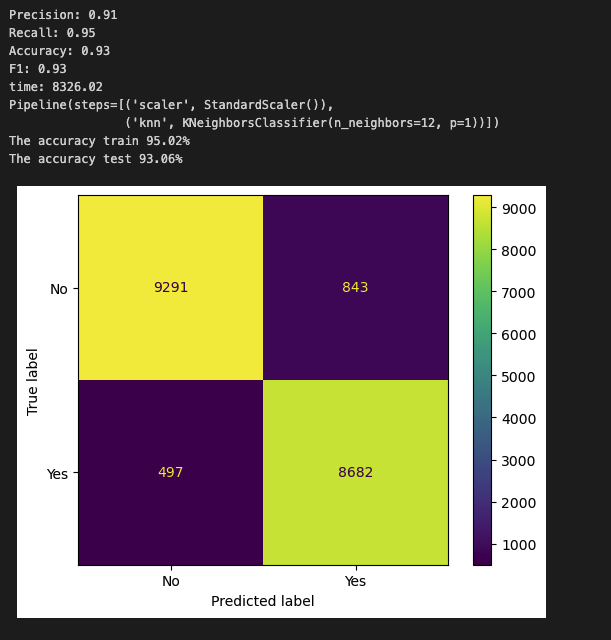 Precision: 0.91
Recall: 0.95
Accuracy: 0.93
F1: 0.93
time: 8326.02
Pipeline(steps=[('scaler', StandardScaler()),
('knn', KNeighborsClassifier(n_neighbors=12, p=1))])
The accuracy train 95.02%
The accuracy test 93.06%
No
9291
843
Yes
497
8682
No
Yes
True label
Predicted label
9000
8000
7000
6000
5000
4000
3000
2000
1000